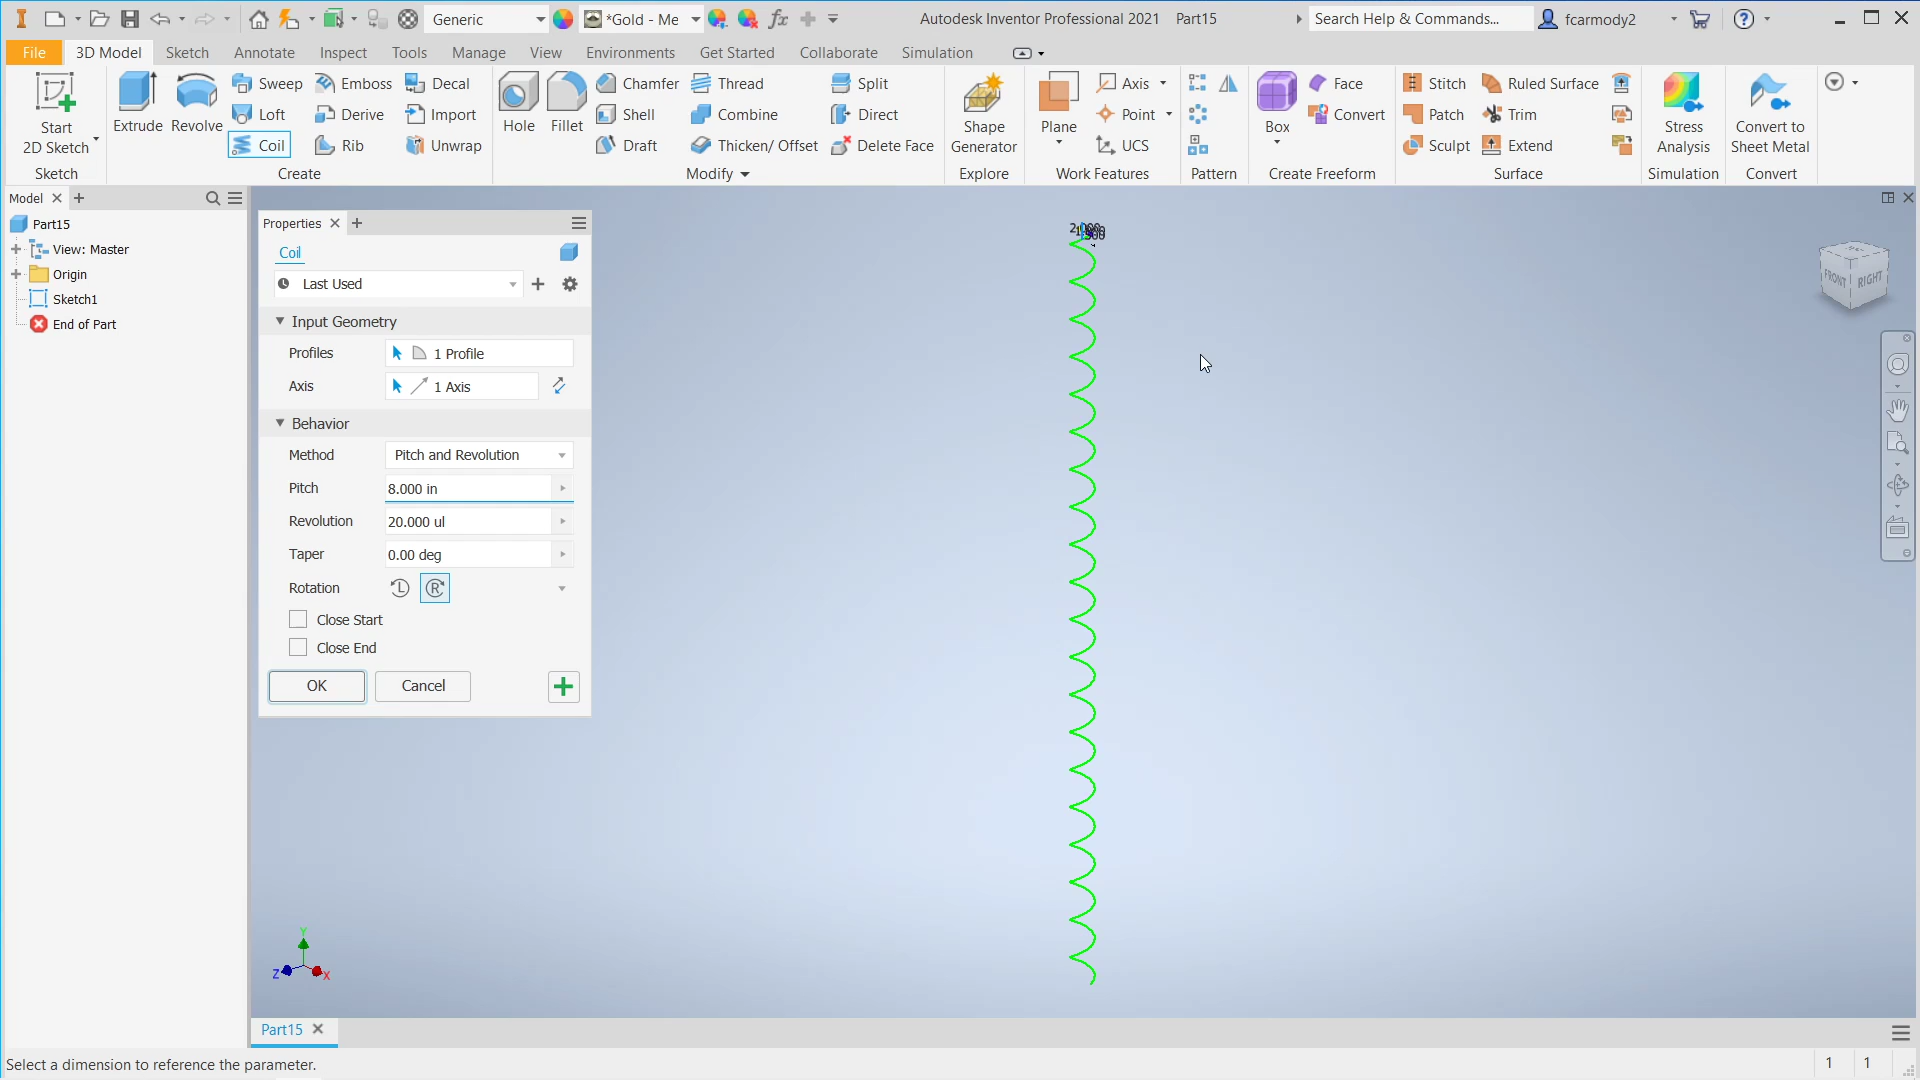 Generic
*Gold - Me
fx
Autodesk Inventor Professional 2021 Part15
Search Help & Commands...
fcarmody2
File 3D Model Sketch Annotate Inspect Tools Manage View Environments Get Started Collaborate Simulation
Start
2D Sketch
Sketch
Extrude
Revolve
Sweep
Loft
Coil
Emboss
Derive
Rib
Decal
Import
Unwrap
Create
Hole
Fillet
Chamfer
Shell
Draft
Thread
Combine
Thicken/ Offset
Split
Direct
Delete Face
Modify
Shape
Generator
Explore
Plane
Axis
Point
UCS
Work Features
Pattern
Box
Face
Convert
Create Freeform
Stitch
Patch
Sculpt
Ruled Surface
Trim
Extend
Surface
Stress
Analysis
Simulation
Convert to
Sheet Metal
Convert
Model
Part15
View: Master
Origin
Sketch1
End of Part
Properties
Coil
Last Used
Input Geometry
Profiles 1 Profile
Axis 1 Axis
Behavior
Method Pitch and Revolution
Pitch 8.000 in
Revolution 20.000 ul
Taper 0.00 deg
Rotation L R
Close Start
Close End
OK Cancel
FRONT RIGHT
Y
Z X
Part15
Select a dimension to reference the parameter.
1 1